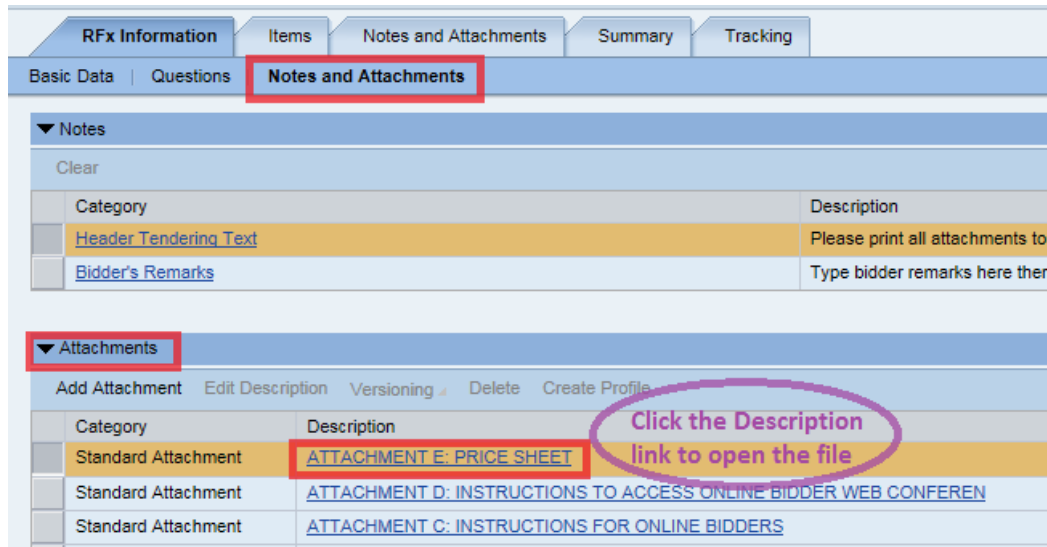 RFx Information Items Notes and Attachments Summary Tracking
Basic Data | Questions Notes and Attachments
Notes
Clear
Category Description
Header Tendering Text Please print all attachments to
Bidder's Remarks Type bidder remarks here ther
Attachments
Add Attachment Edit Description Versioning Delete Create Profile
Category Description
Standard Attachment ATTACHMENT E: PRICE SHEET
Click the Description
link to open the file
Standard Attachment ATTACHMENT D: INSTRUCTIONS TO ACCESS ONLINE BIDDER WEB CONFEREN
Standard Attachment ATTACHMENT C: INSTRUCTIONS FOR ONLINE BIDDERS